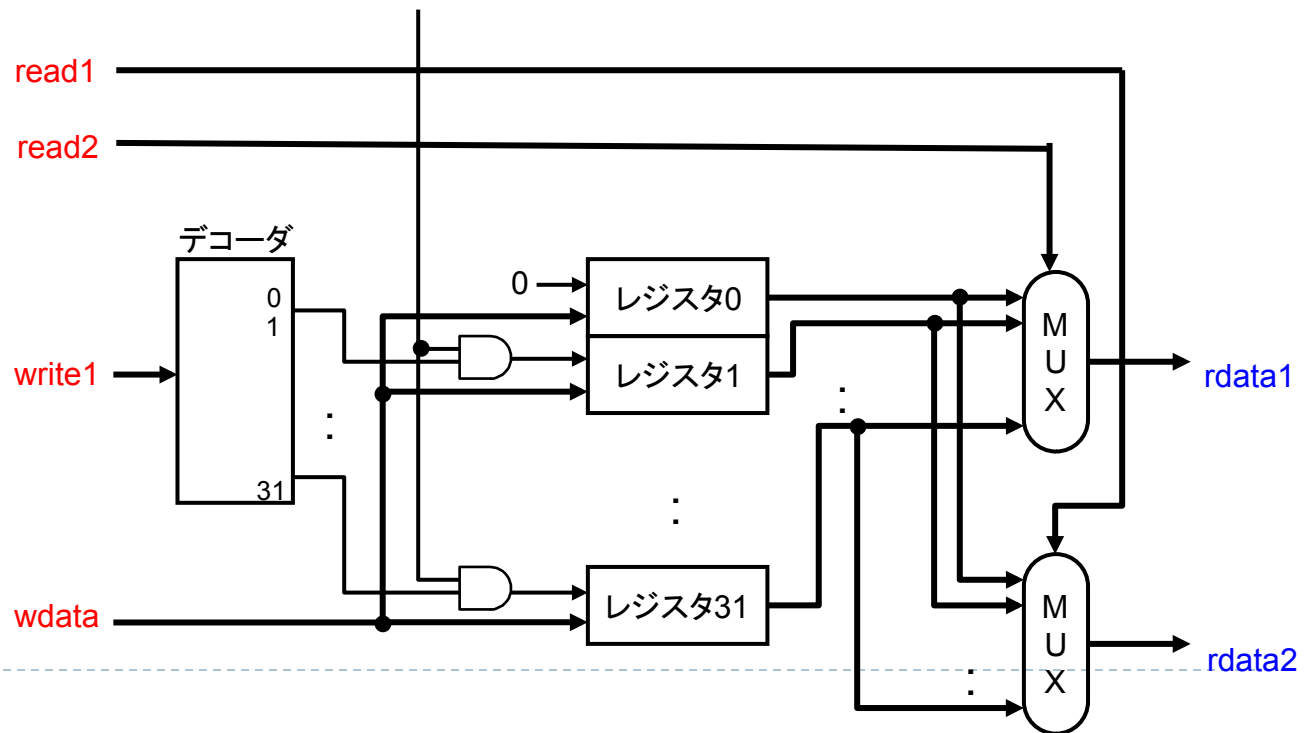 read1
read2
デコーダ
0
1
:
31
write1
wdata
0
レジスタ0
レジスタ1
:
レジスタ31
:
M
U
X
rdata1
M
U
X
:
rdata2